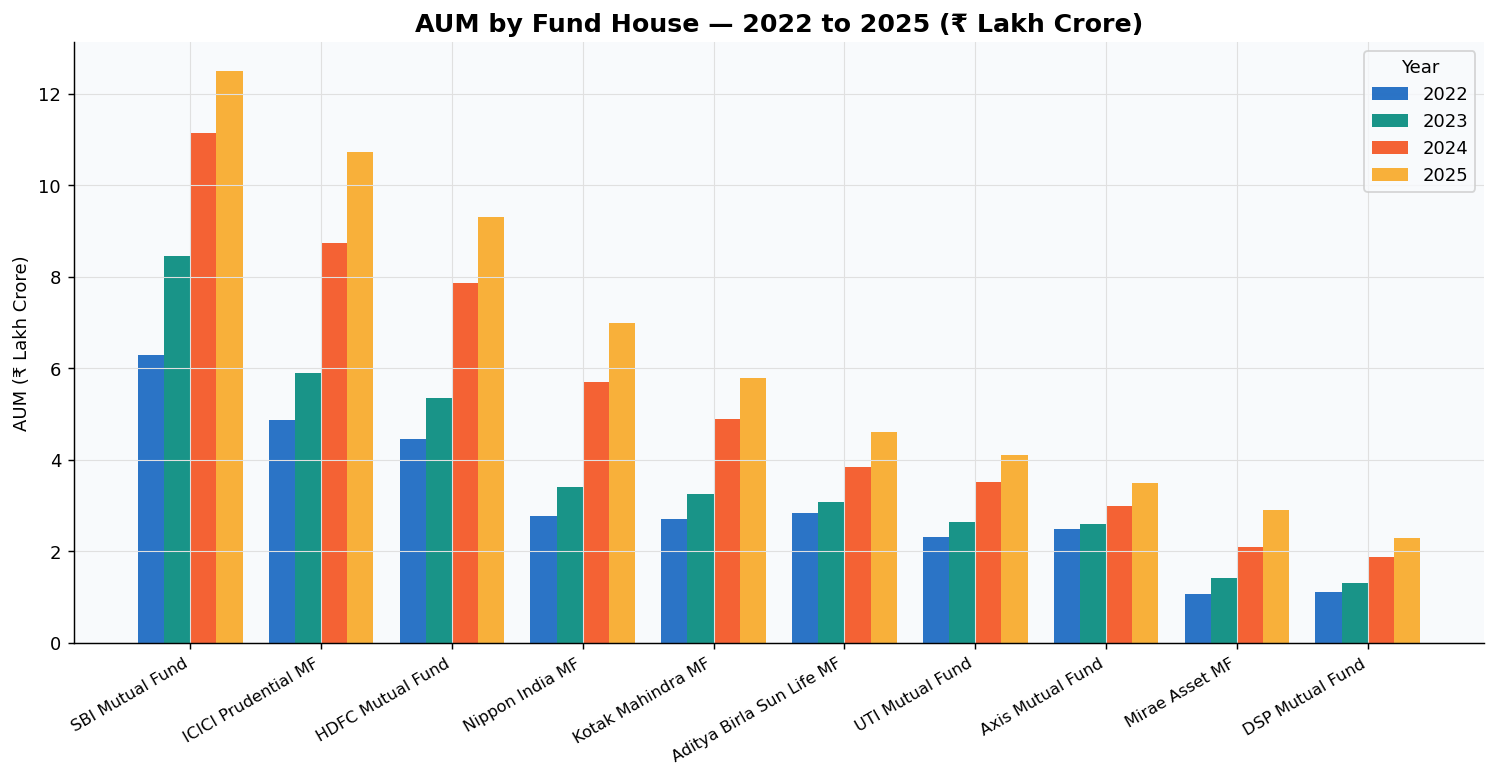 AUM by Fund House — 2022 to 2025 (₹ Lakh Crore)
Year
2022
2023
2024
2025
AUM (₹ Lakh Crore)
12
10
8
6
4
2
0
SBI Mutual Fund
ICICI Prudential MF
HDFC Mutual Fund
Nippon India MF
Kotak Mahindra MF
Aditya Birla Sun Life MF
UTI Mutual Fund
Axis Mutual Fund
Mirae Asset MF
DSP Mutual Fund